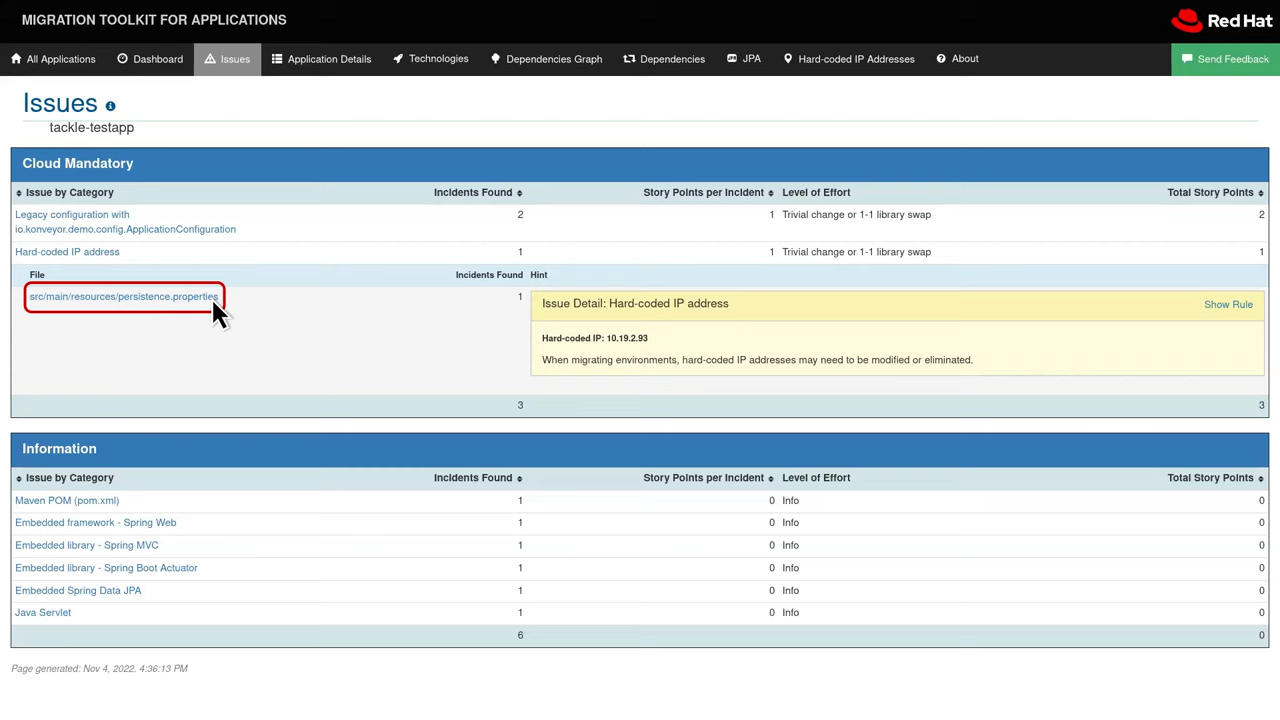 MIGRATION TOOLKIT FOR APPLICATIONS
Red Hat
All Applications Dashboard Issues Application Details Technologies Dependencies Graph Dependencies JPA Hard-coded IP Addresses About Send Feedback
Issues
tackle-testapp
Cloud Mandatory
Issue by Category Incidents Found Story Points per Incident Level of Effort Total Story Points
Legacy configuration with 2 1 Trivial change or 1-1 library swap 2
io.konveyor.demo.config.ApplicationConfiguration
Hard-coded IP address 1 1 Trivial change or 1-1 library swap 1
File Incidents Found Hint
src/main/resources/persistence.properties 1
Issue Detail: Hard-coded IP address Show Rule
Hard-coded IP: 10.19.2.93
When migrating environments, hard-coded IP addresses may need to be modified or eliminated.
3 3
Information
Issue by Category Incidents Found Story Points per Incident Level of Effort Total Story Points
Maven POM (pom.xml) 1 0 Info 0
Embedded framework - Spring Web 1 0 Info 0
Embedded library - Spring MVC 1 0 Info 0
Embedded library - Spring Boot Actuator 1 0 Info 0
Embedded Spring Data JPA 1 0 Info 0
Java Servlet 1 0 Info 0
6 0
Page generated: Nov 4, 2022, 4:36:13 PM